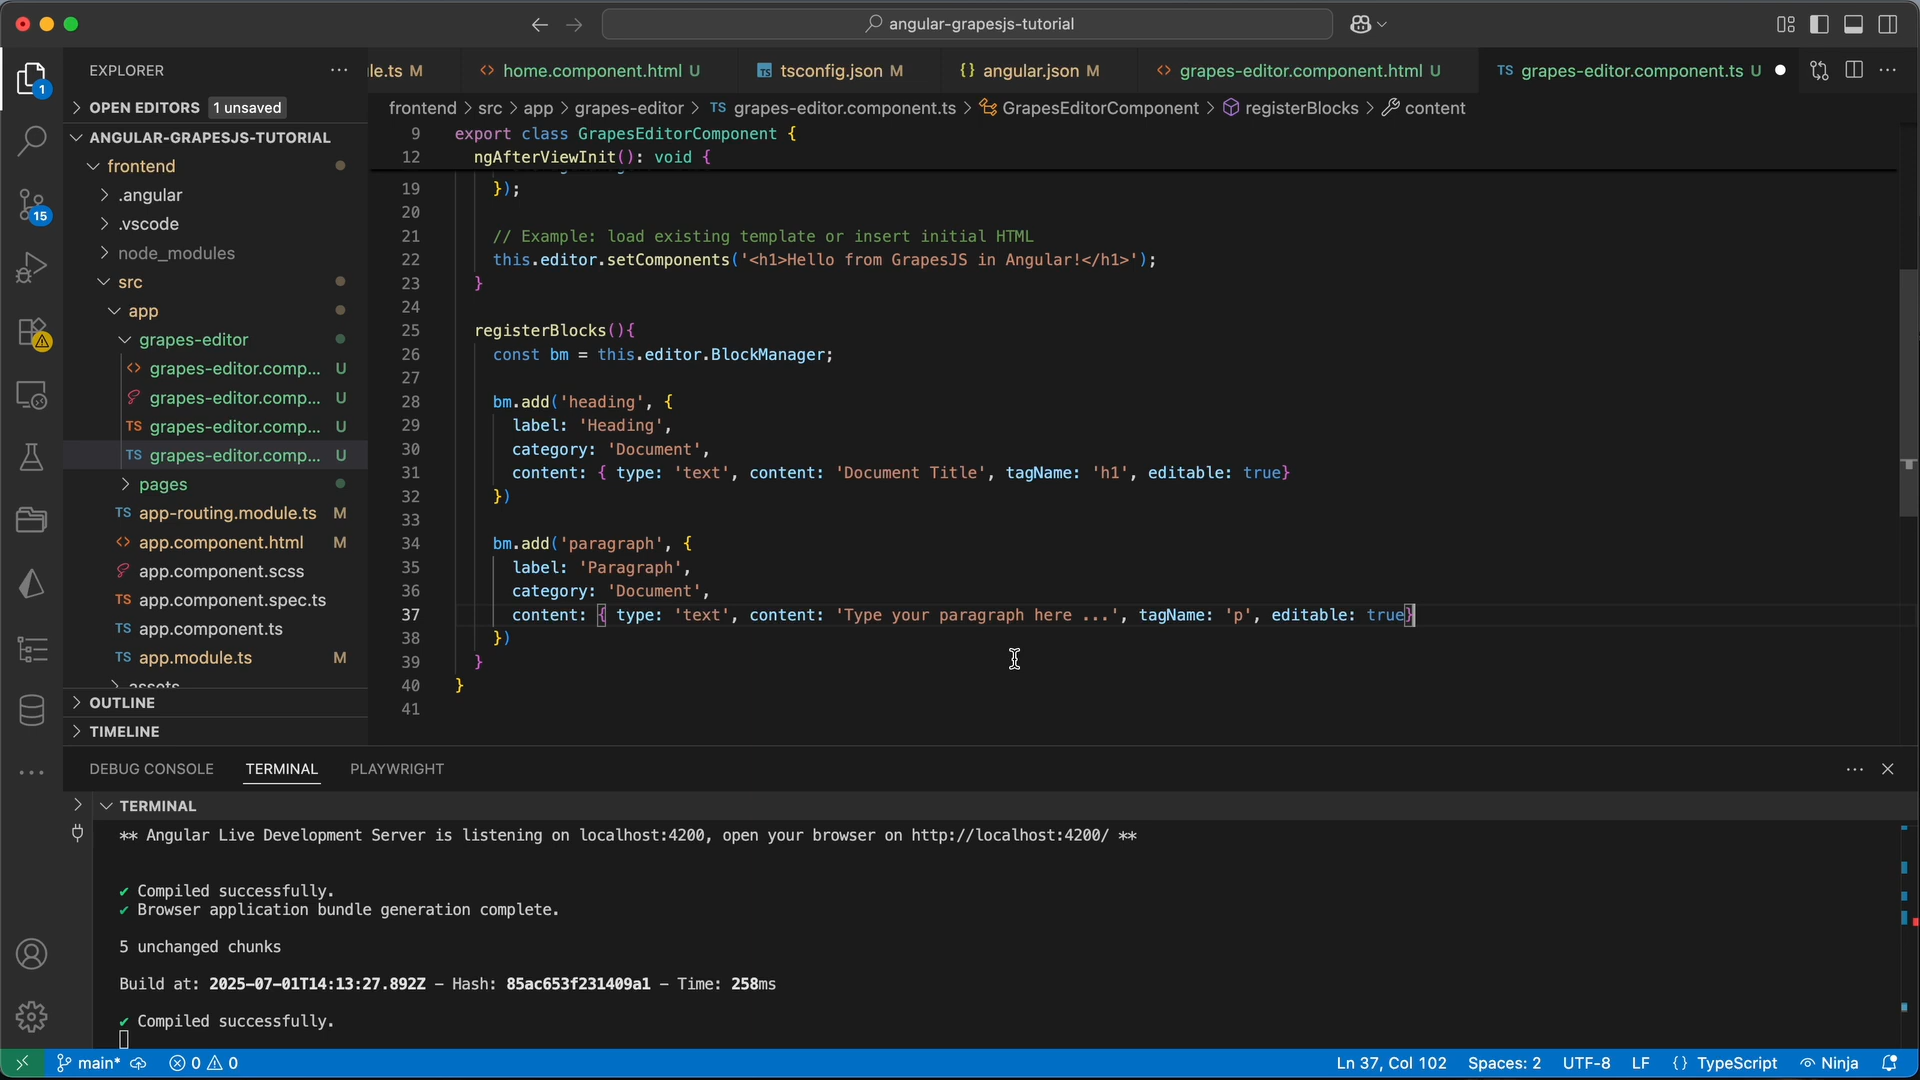 angular-grapesjs-tutorial
EXPLORER
le.ts M
home.component.html U
tsconfig.json M
{} angular.json M
grapes-editor.component.html U
TS grapes-editor.component.ts U
1
OPEN EDITORS 1 unsaved
frontend > src > app > grapes-editor > TS grapes-editor.component.ts > GrapesEditorComponent > registerBlocks > content
ANGULAR-GRAPESJS-TUTORIAL
frontend
.angular
.vscode
node_modules
src
app
grapes-editor
grapes-editor.comp... U
grapes-editor.comp... U
TS grapes-editor.comp... U
TS grapes-editor.comp... U
pages
TS app-routing.module.ts M
app.component.html M
app.component.scss
TS app.component.spec.ts
TS app.component.ts
TS app.module.ts M
assets
OUTLINE
TIMELINE
15
9 export class GrapesEditorComponent {
12 ngAfterViewInit(): void {
19 });
20
21 // Example: load existing template or insert initial HTML
22 this.editor.setComponents('<h1>Hello from GrapesJS in Angular!</h1>');
23 }
24
25 registerBlocks(){
26 const bm = this.editor.BlockManager;
27
28 bm.add('heading', {
29 label: 'Heading',
30 category: 'Document',
31 content: { type: 'text', content: 'Document Title', tagName: 'h1', editable: true}
32 })
33
34 bm.add('paragraph', {
35 label: 'Paragraph',
36 category: 'Document',
37 content: { type: 'text', content: 'Type your paragraph here ...', tagName: 'p', editable: true}
38 })
39 }
40 }
41
DEBUG CONSOLE TERMINAL PLAYWRIGHT
TERMINAL
** Angular Live Development Server is listening on localhost:4200, open your browser on http://localhost:4200/ **
✔ Compiled successfully.
✔ Browser application bundle generation complete.
5 unchanged chunks
Build at: 2025-07-01T14:13:27.892Z - Hash: 85ac653f231409a1 - Time: 258ms
✔ Compiled successfully.
main* 0 0 Ln 37, Col 102 Spaces: 2 UTF-8 LF {} TypeScript Ninja